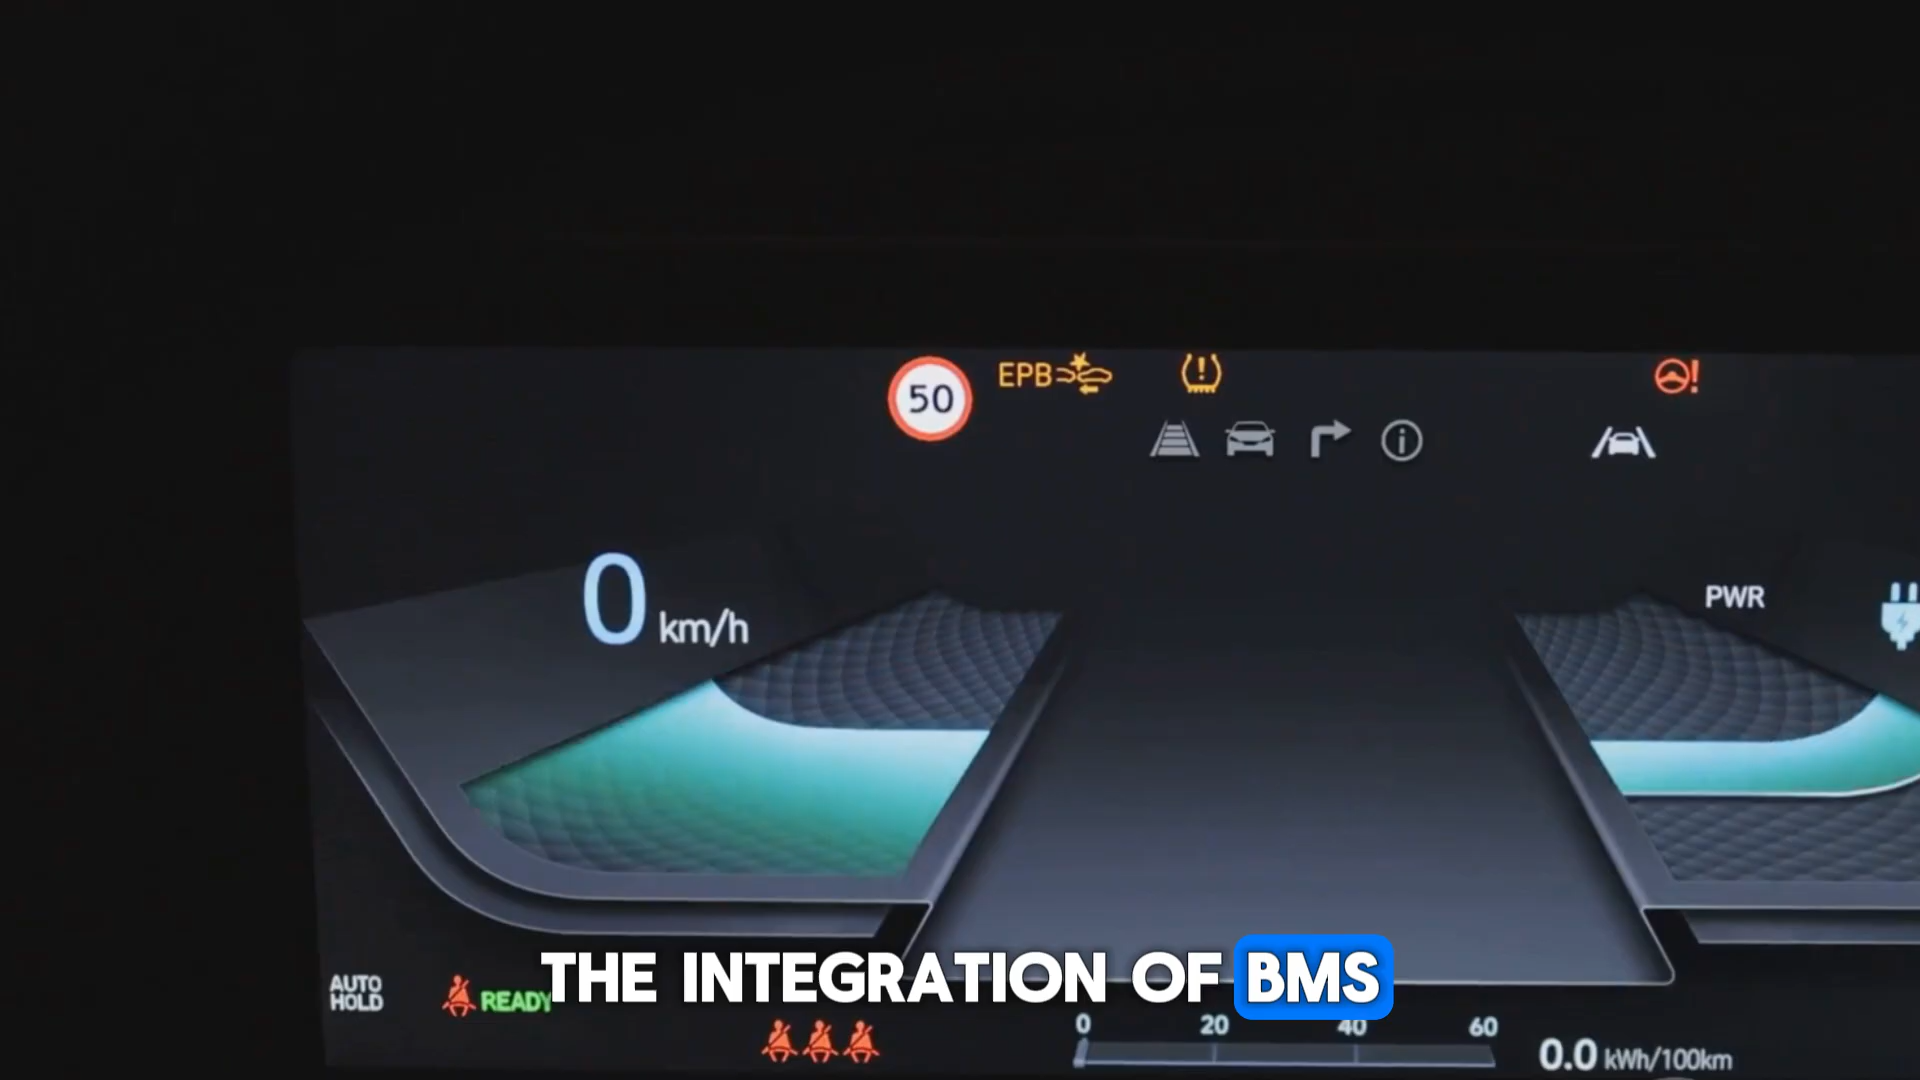 50
EPB
0 km/h
PWR
THE INTEGRATION OF BMS
AUTO
HOLD
READY
0 20 40 60
0.0 kWh/100km